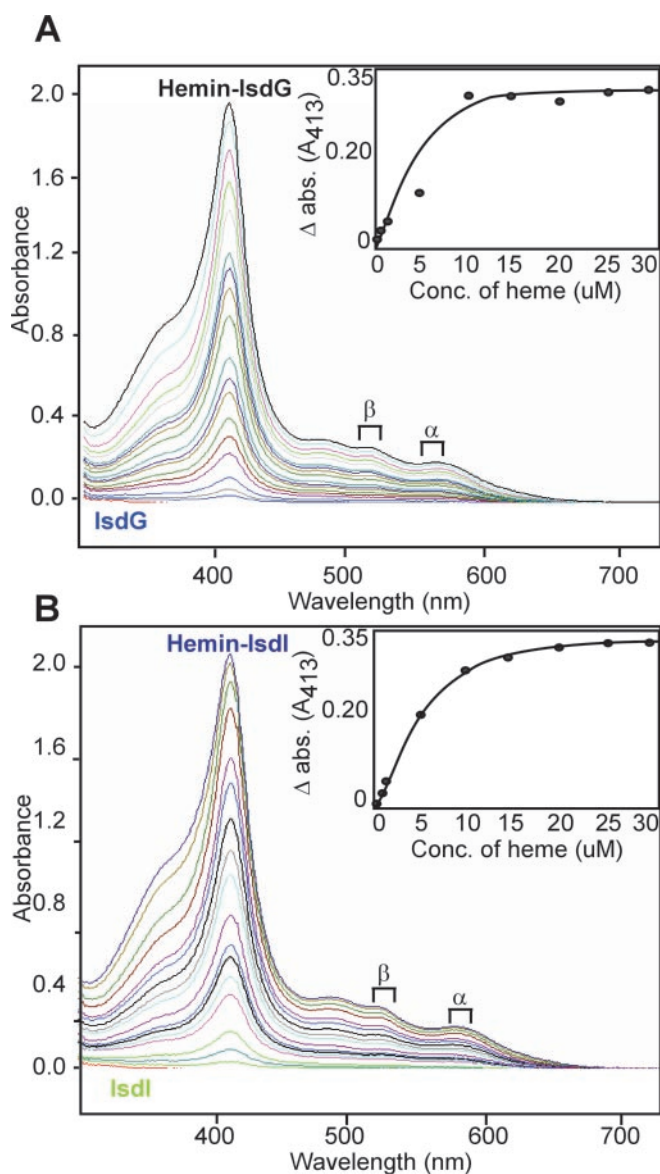 A
Hemin-IsdG
2.0
1.6
1.2
0.8
0.4
0.0
Absorbance
β
α
IsdG
400
500
600
700
Wavelength (nm)
0.35
0.20
0
Δ abs. (A413)
0
5
10
15
20
25
30
Conc. of heme (uM)
B
Hemin-IsdI
2.0
1.6
1.2
0.8
0.4
0.0
Absorbance
β
α
IsdI
400
500
600
700
Wavelength (nm)
0.35
0.20
0
Δ abs. (A413)
0
5
10
15
20
25
30
Conc. of heme (uM)